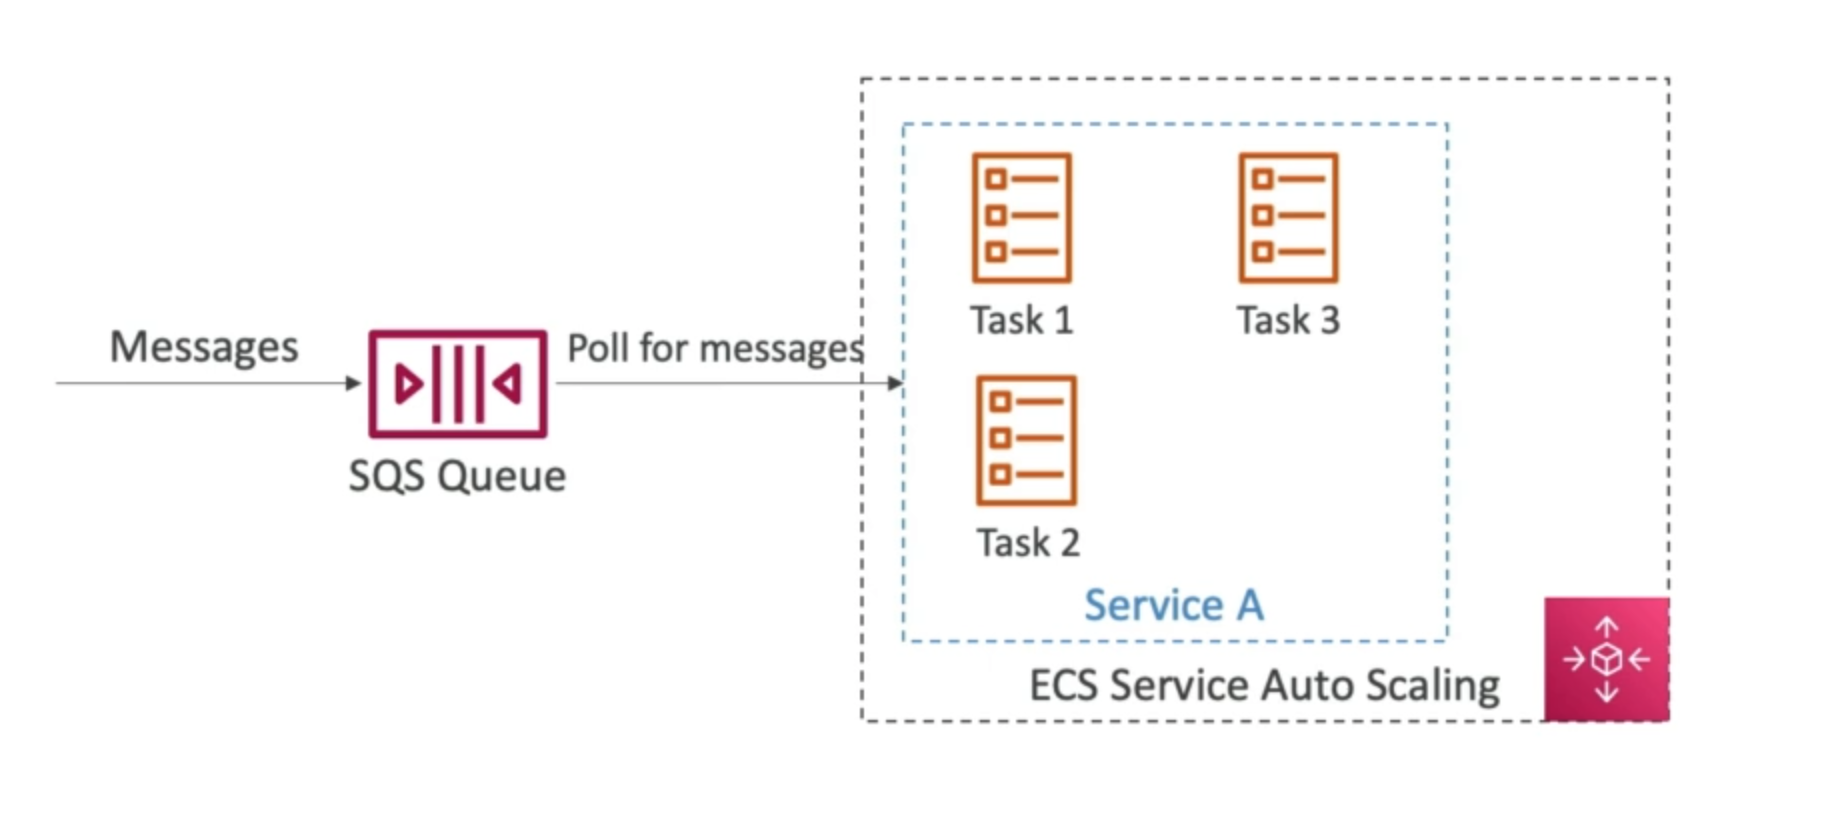 Messages
SQS Queue
Poll for messages
Task 1
Task 3
Task 2
Service A
ECS Service Auto Scaling